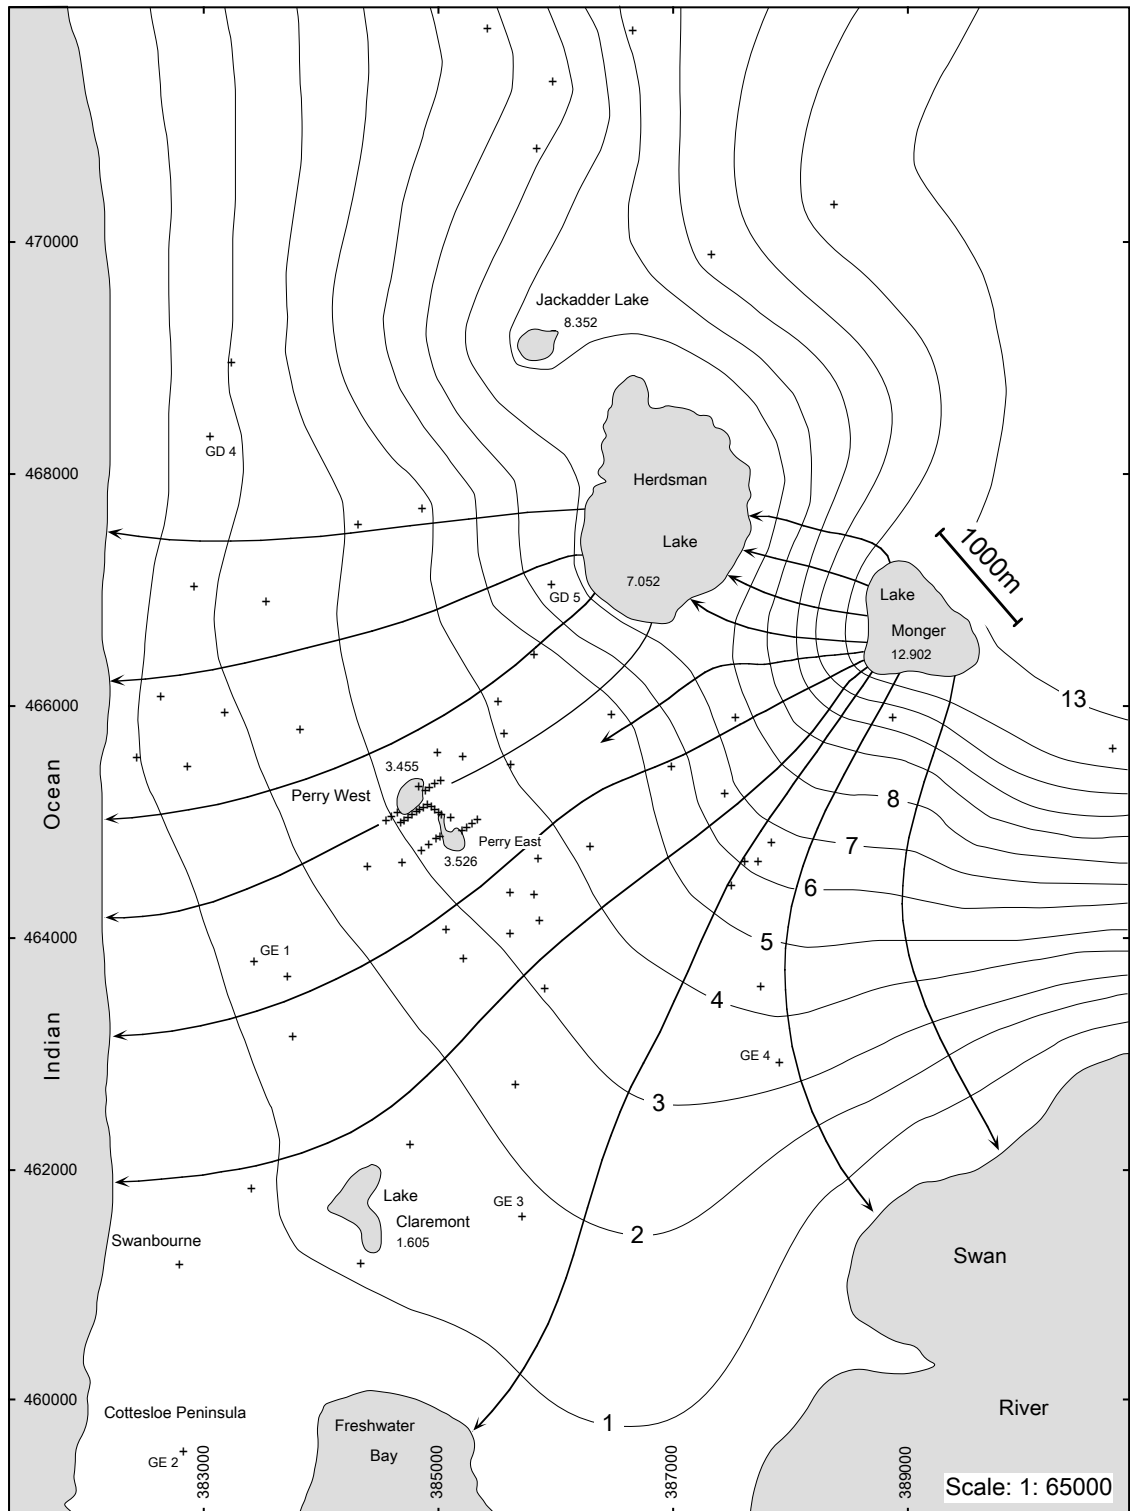 470000
Jackadder Lake
8.352
GD 4
468000
Herdsman
Lake
7.052
GD 5
1000m
Lake
Monger
12.902
13
466000
3.455
Perry West
Perry East
3.526
8
7
6
5
4
3
2
1
Ocean
Indian
464000
GE 1
GE 4
462000
Lake
Claremont
1.605
GE 3
Swanbourne
Swan
River
460000
Cottesloe Peninsula
GE 2
Freshwater
Bay
383000
385000
387000
389000
Scale: 1: 65000